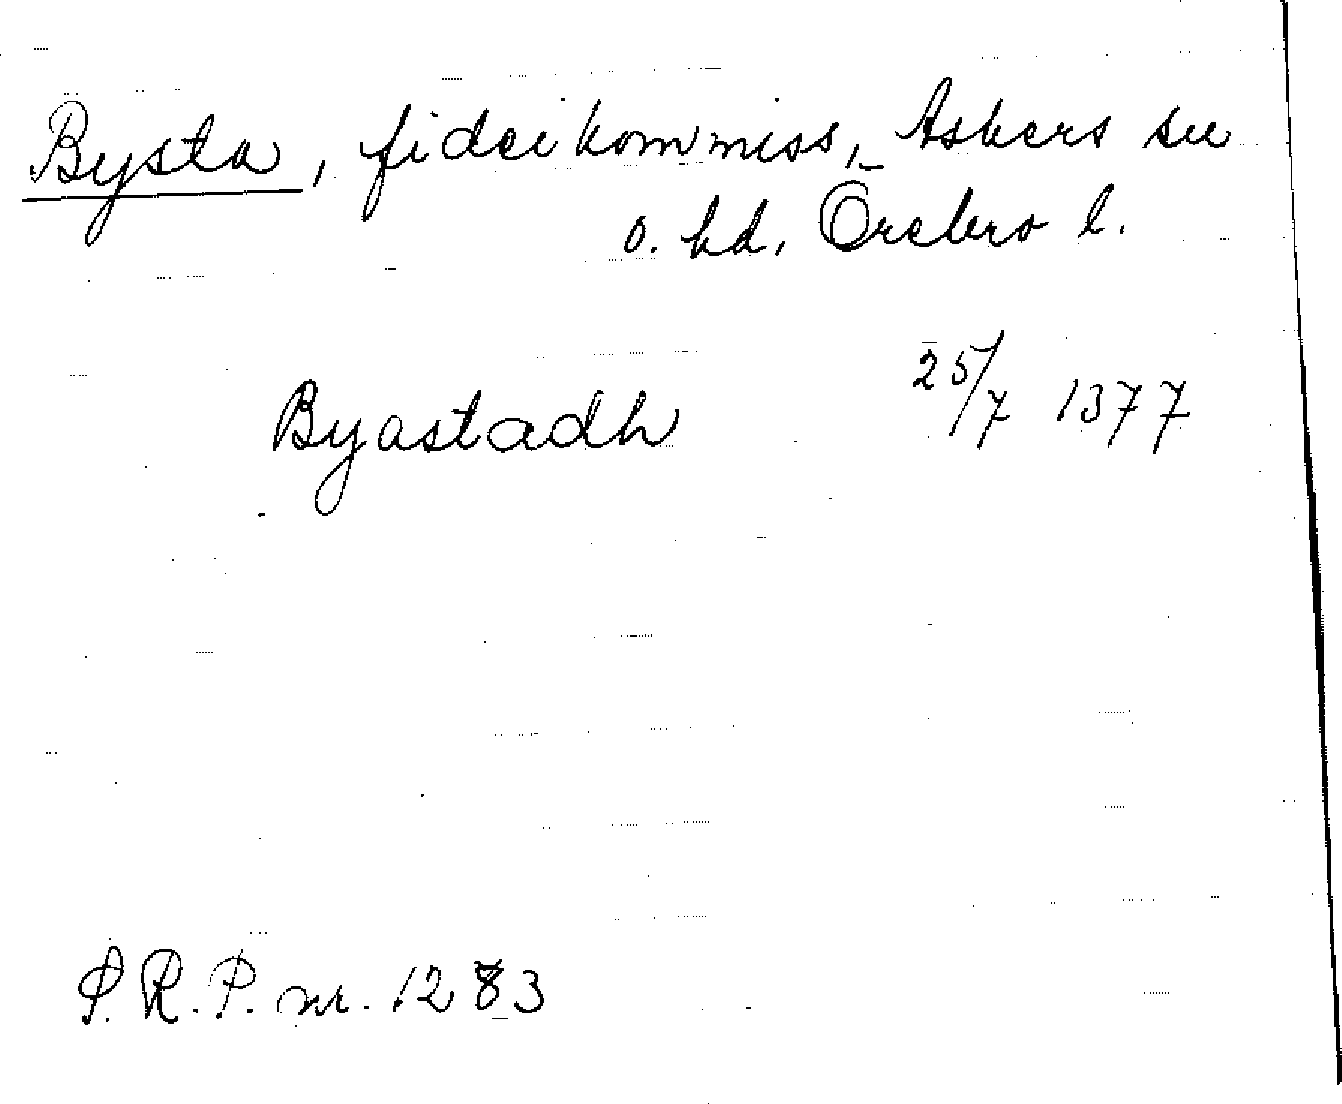 Bysta, fideikommiss, Askers sn
o. hd, Örebro l.
Byastadh 25/7 1377
P.R.P. nr. 1283